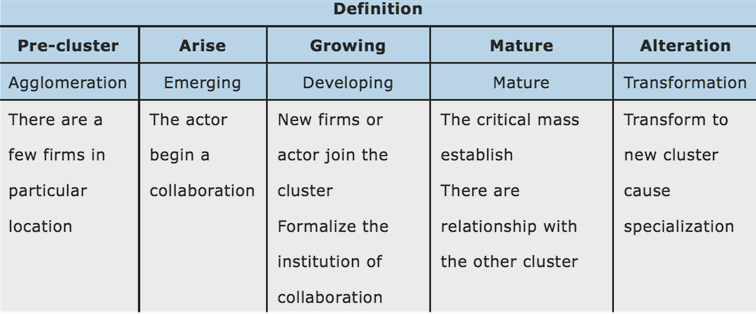 Definition
Pre-cluster Arise Growing Mature Alteration
Agglomeration Emerging Developing Mature Transformation
There are a
few firms in
particular
location
The actor
begin a
collaboration
New firms or
actor join the
cluster
Formalize the
institution of
collaboration
The critical mass
establish
There are
relationship with
the other cluster
Transform to
new cluster
cause
specialization